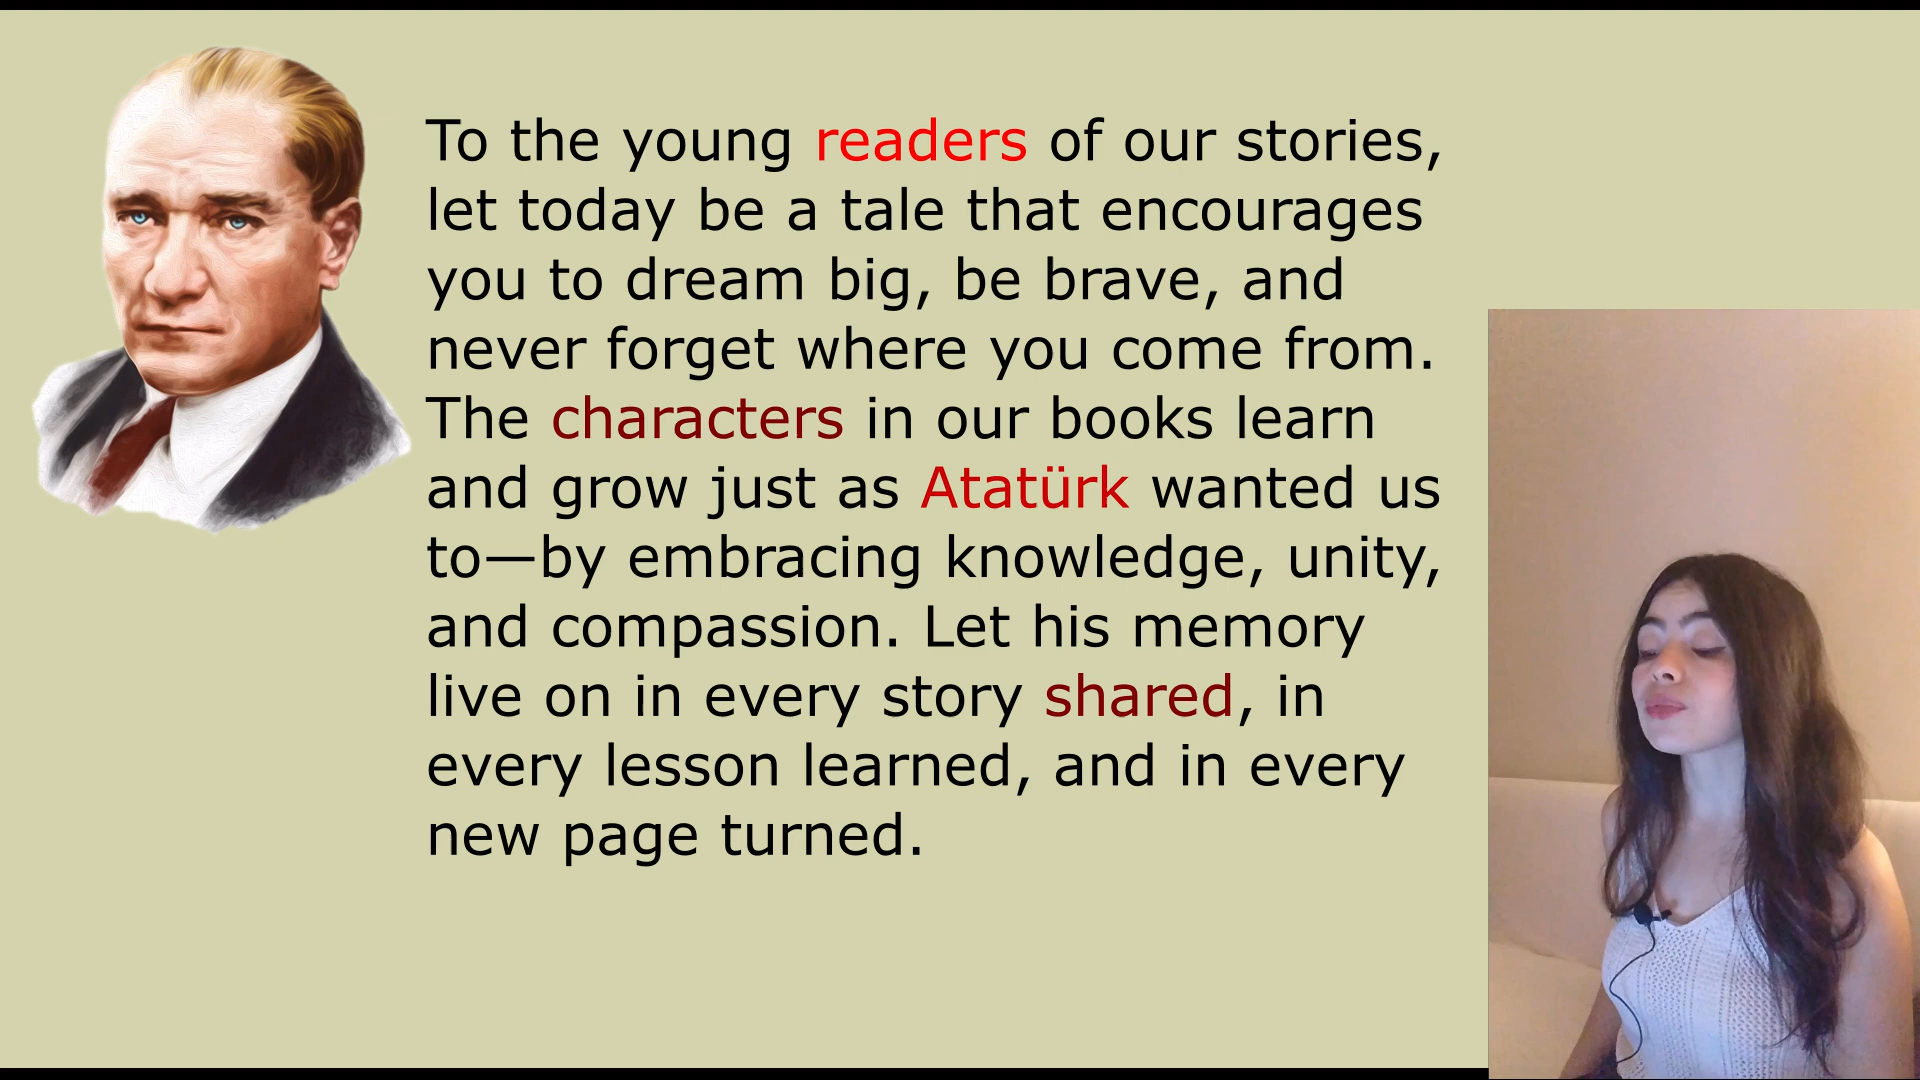 To the young readers of our stories,
let today be a tale that encourages
you to dream big, be brave, and
never forget where you come from.
The characters in our books learn
and grow just as Atatürk wanted us
to—by embracing knowledge, unity,
and compassion. Let his memory
live on in every story shared, in
every lesson learned, and in every
new page turned.